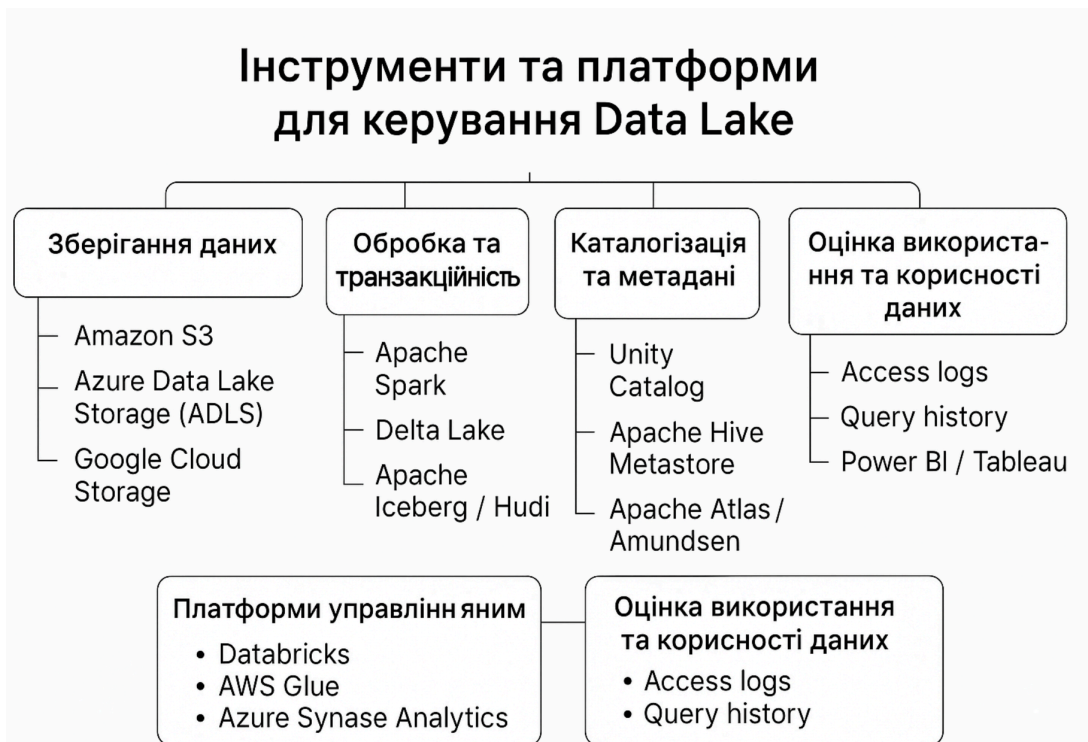 Інструменти та платформи
для керування Data Lake
Зберігання даних
Amazon S3
Azure Data Lake
Storage (ADLS)
Google Cloud
Storage
Обробка та
транзакційність
Apache
Spark
Delta Lake
Apache
Iceberg / Hudi
Каталогізація
та метадані
Unity
Catalog
Apache Hive
Metastore
Apache Atlas /
Amundsen
Оцінка використа-
ння та корисності
даних
Access logs
Query history
Power BI / Tableau
Платформи управлінн яним
• Databricks
• AWS Glue
• Azure Synase Analytics
Оцінка використання
та корисності даних
• Access logs
• Query history